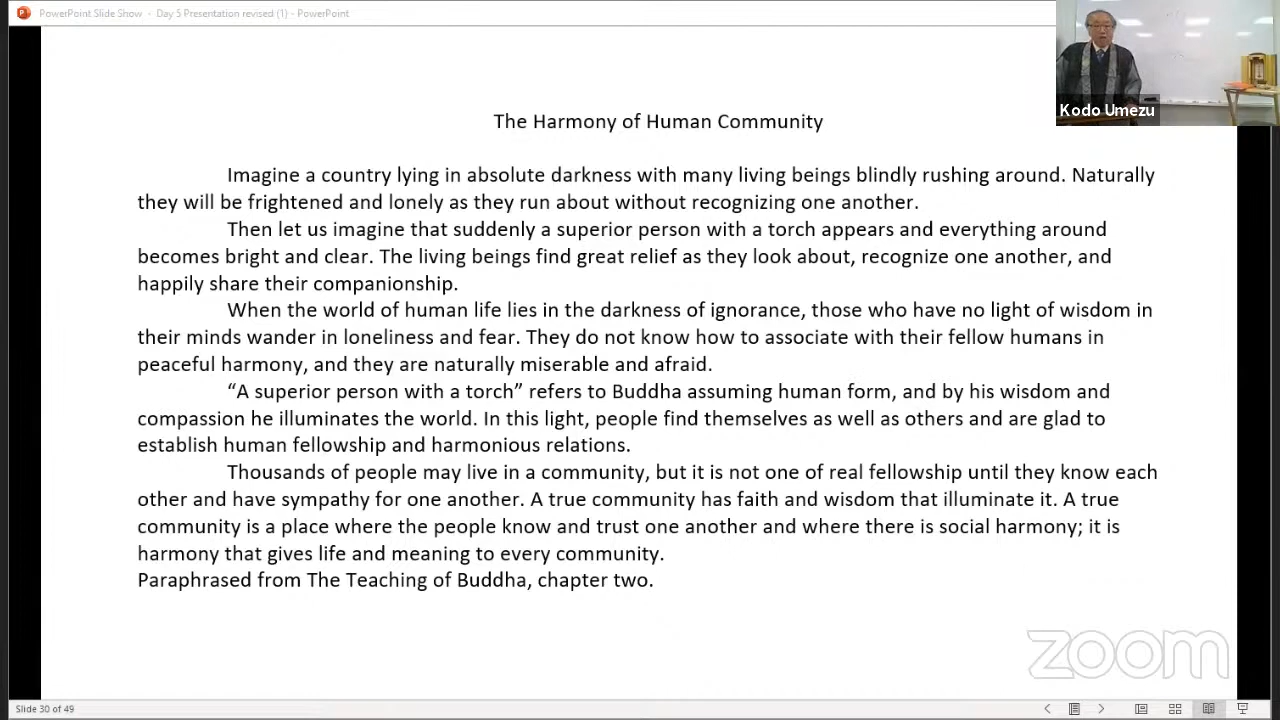 PowerPoint Slide Show - Day 5 Presentation revised (1) - PowerPoint
Kodo Umezu
The Harmony of Human Community
Imagine a country lying in absolute darkness with many living beings blindly rushing around. Naturally
they will be frightened and lonely as they run about without recognizing one another.
Then let us imagine that suddenly a superior person with a torch appears and everything around
becomes bright and clear. The living beings find great relief as they look about, recognize one another, and
happily share their companionship.
When the world of human life lies in the darkness of ignorance, those who have no light of wisdom in
their minds wander in loneliness and fear. They do not know how to associate with their fellow humans in
peaceful harmony, and they are naturally miserable and afraid.
“A superior person with a torch” refers to Buddha assuming human form, and by his wisdom and
compassion he illuminates the world. In this light, people find themselves as well as others and are glad to
establish human fellowship and harmonious relations.
Thousands of people may live in a community, but it is not one of real fellowship until they know each
other and have sympathy for one another. A true community has faith and wisdom that illuminate it. A true
community is a place where the people know and trust one another and where there is social harmony; it is
harmony that gives life and meaning to every community.
Paraphrased from The Teaching of Buddha, chapter two.
zoom
Slide 30 of 49